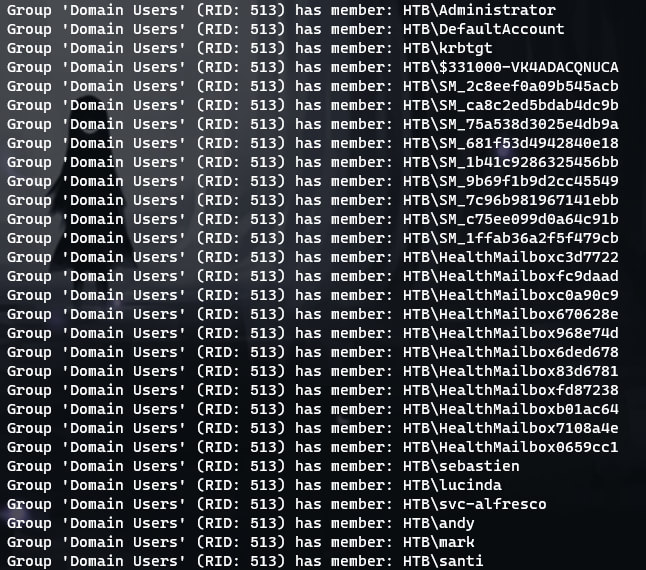 Group 'Domain Users' (RID: 513) has member: HTB\Administrator
Group 'Domain Users' (RID: 513) has member: HTB\DefaultAccount
Group 'Domain Users' (RID: 513) has member: HTB\krbtgt
Group 'Domain Users' (RID: 513) has member: HTB\$331000-VK4ADACQNUCA
Group 'Domain Users' (RID: 513) has member: HTB\SM_2c8eef0a09b545acb
Group 'Domain Users' (RID: 513) has member: HTB\SM_ca8c2ed5bdab4dc9b
Group 'Domain Users' (RID: 513) has member: HTB\SM_75a538d3025e4db9a
Group 'Domain Users' (RID: 513) has member: HTB\SM_681f53d4942840e18
Group 'Domain Users' (RID: 513) has member: HTB\SM_1b41c9286325456bb
Group 'Domain Users' (RID: 513) has member: HTB\SM_9b69f1b9d2cc45549
Group 'Domain Users' (RID: 513) has member: HTB\SM_7c96b981967141ebb
Group 'Domain Users' (RID: 513) has member: HTB\SM_c75ee099d0a64c91b
Group 'Domain Users' (RID: 513) has member: HTB\SM_1ffab36a2f5f479cb
Group 'Domain Users' (RID: 513) has member: HTB\HealthMailboxc3d7722
Group 'Domain Users' (RID: 513) has member: HTB\HealthMailboxfc9daad
Group 'Domain Users' (RID: 513) has member: HTB\HealthMailboxc0a90c9
Group 'Domain Users' (RID: 513) has member: HTB\HealthMailbox670628e
Group 'Domain Users' (RID: 513) has member: HTB\HealthMailbox968e74d
Group 'Domain Users' (RID: 513) has member: HTB\HealthMailbox6ded678
Group 'Domain Users' (RID: 513) has member: HTB\HealthMailbox83d6781
Group 'Domain Users' (RID: 513) has member: HTB\HealthMailboxfd87238
Group 'Domain Users' (RID: 513) has member: HTB\HealthMailboxb01ac64
Group 'Domain Users' (RID: 513) has member: HTB\HealthMailbox7108a4e
Group 'Domain Users' (RID: 513) has member: HTB\HealthMailbox0659cc1
Group 'Domain Users' (RID: 513) has member: HTB\sebastien
Group 'Domain Users' (RID: 513) has member: HTB\lucinda
Group 'Domain Users' (RID: 513) has member: HTB\svc-alfresco
Group 'Domain Users' (RID: 513) has member: HTB\andy
Group 'Domain Users' (RID: 513) has member: HTB\mark
Group 'Domain Users' (RID: 513) has member: HTB\santi